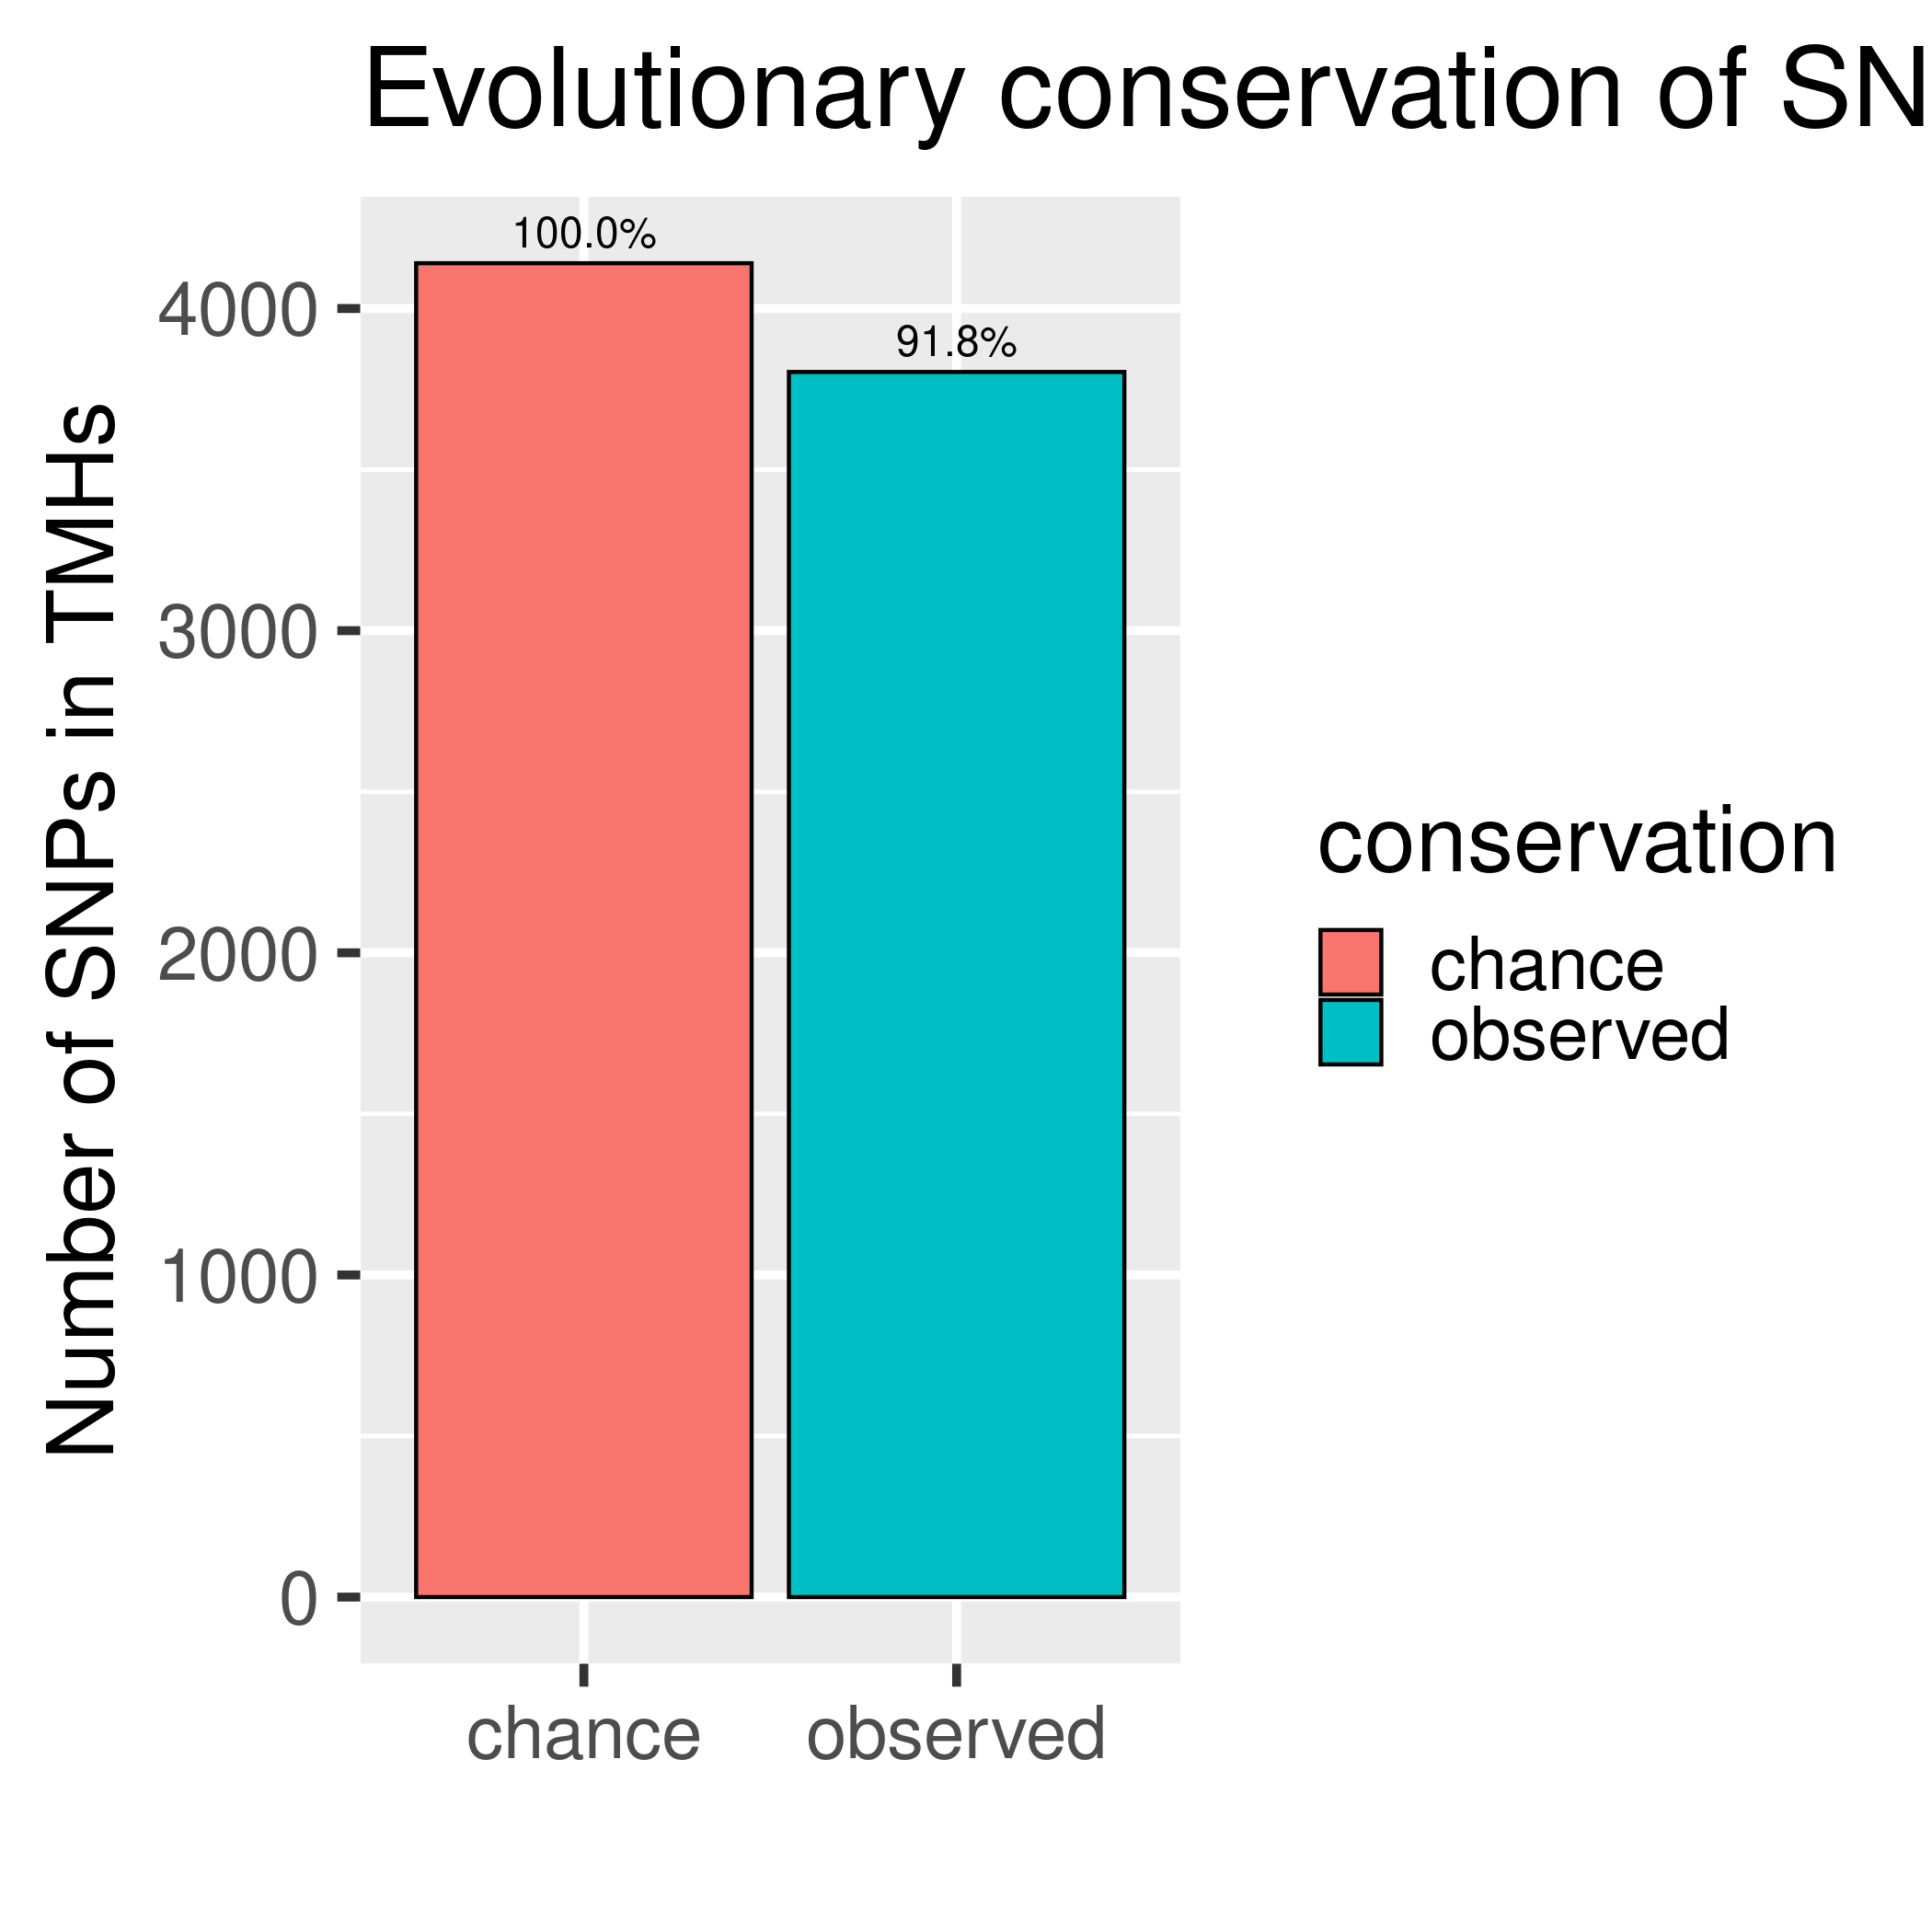 Evolutionary conservation of SN
100.0%
91.8%
4000
3000
2000
1000
0
Number of SNPs in TMHs
chance
observed
conservation
chance
observed